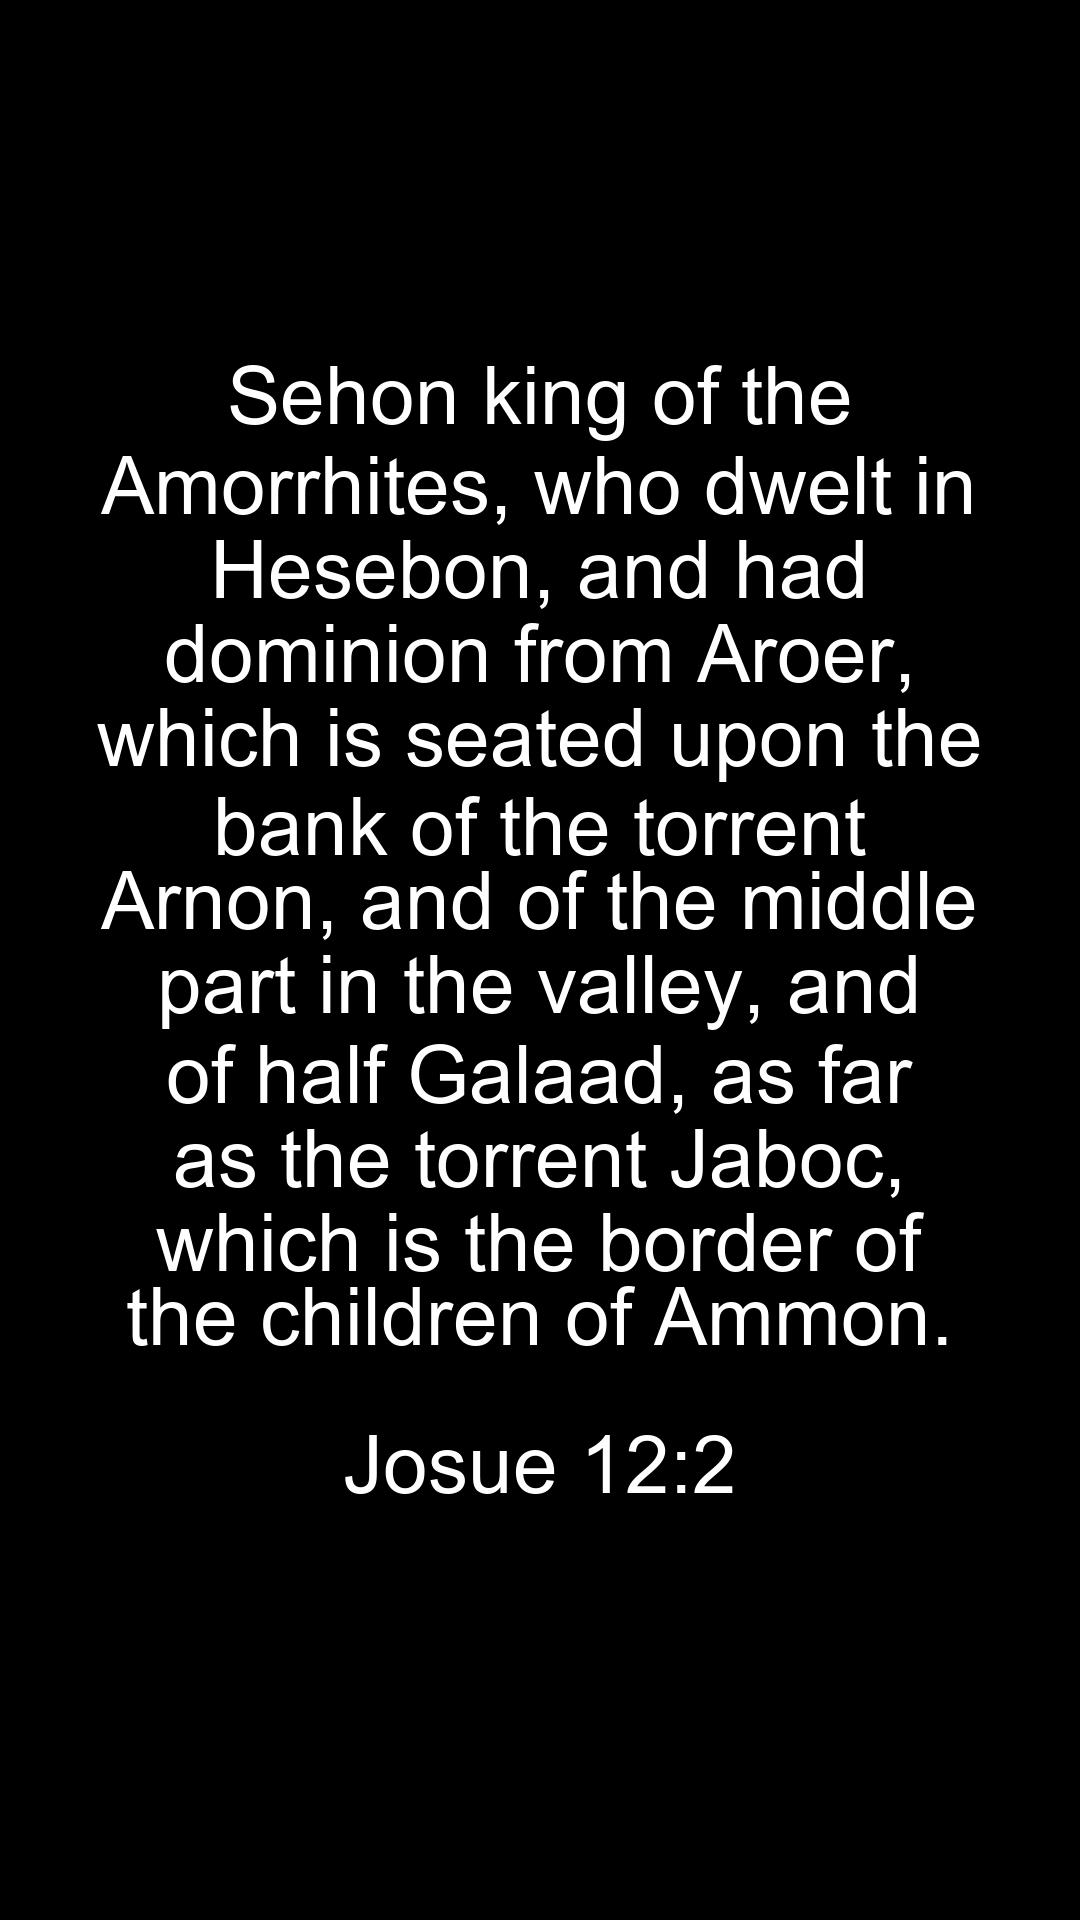 Sehon king of the
Amorrhites, who dwelt in
Hesebon, and had
dominion from Aroer,
which is seated upon the
bank of the torrent
Arnon, and of the middle
part in the valley, and
of half Galaad, as far
as the torrent Jaboc,
which is the border of
the children of Ammon.
Josue 12:2